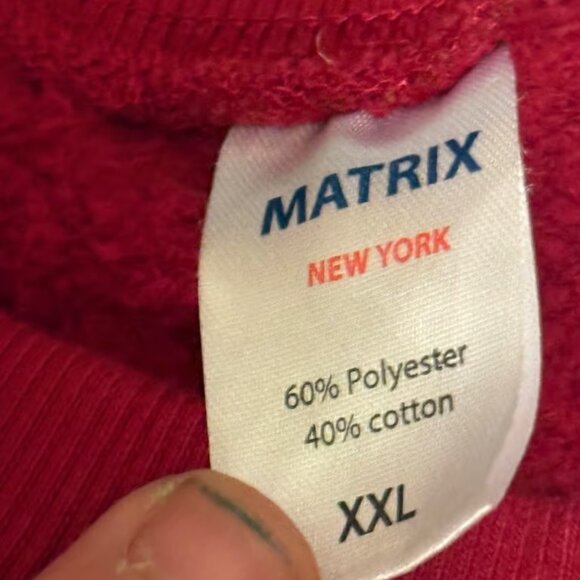 MATRIX
NEW YORK
60% Polyester
40% cotton
XXL